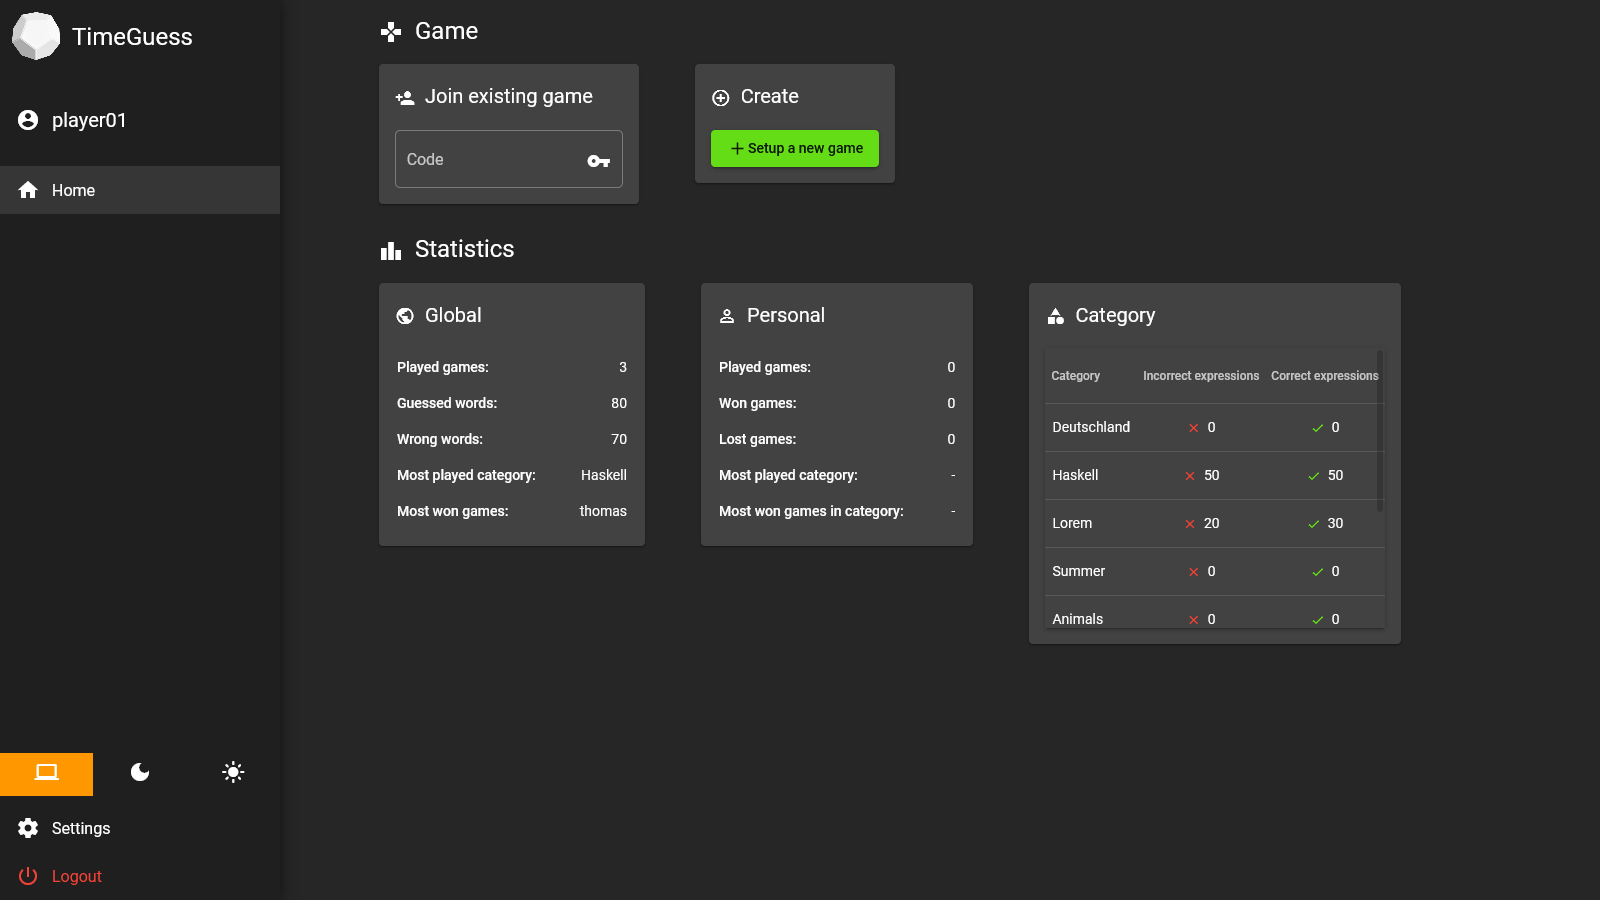 TimeGuess
player01
Home
Settings
Logout
Game
Join existing game
Code
Create
Setup a new game
Statistics
Global
Played games: 3
Guessed words: 80
Wrong words: 70
Most played category: Haskell
Most won games: thomas
Personal
Played games: 0
Won games: 0
Lost games: 0
Most played category: -
Most won games in category: -
Category
Category Incorrect expressions Correct expressions
Deutschland 0 0
Haskell 50 50
Lorem 20 30
Summer 0 0
Animals 0 0